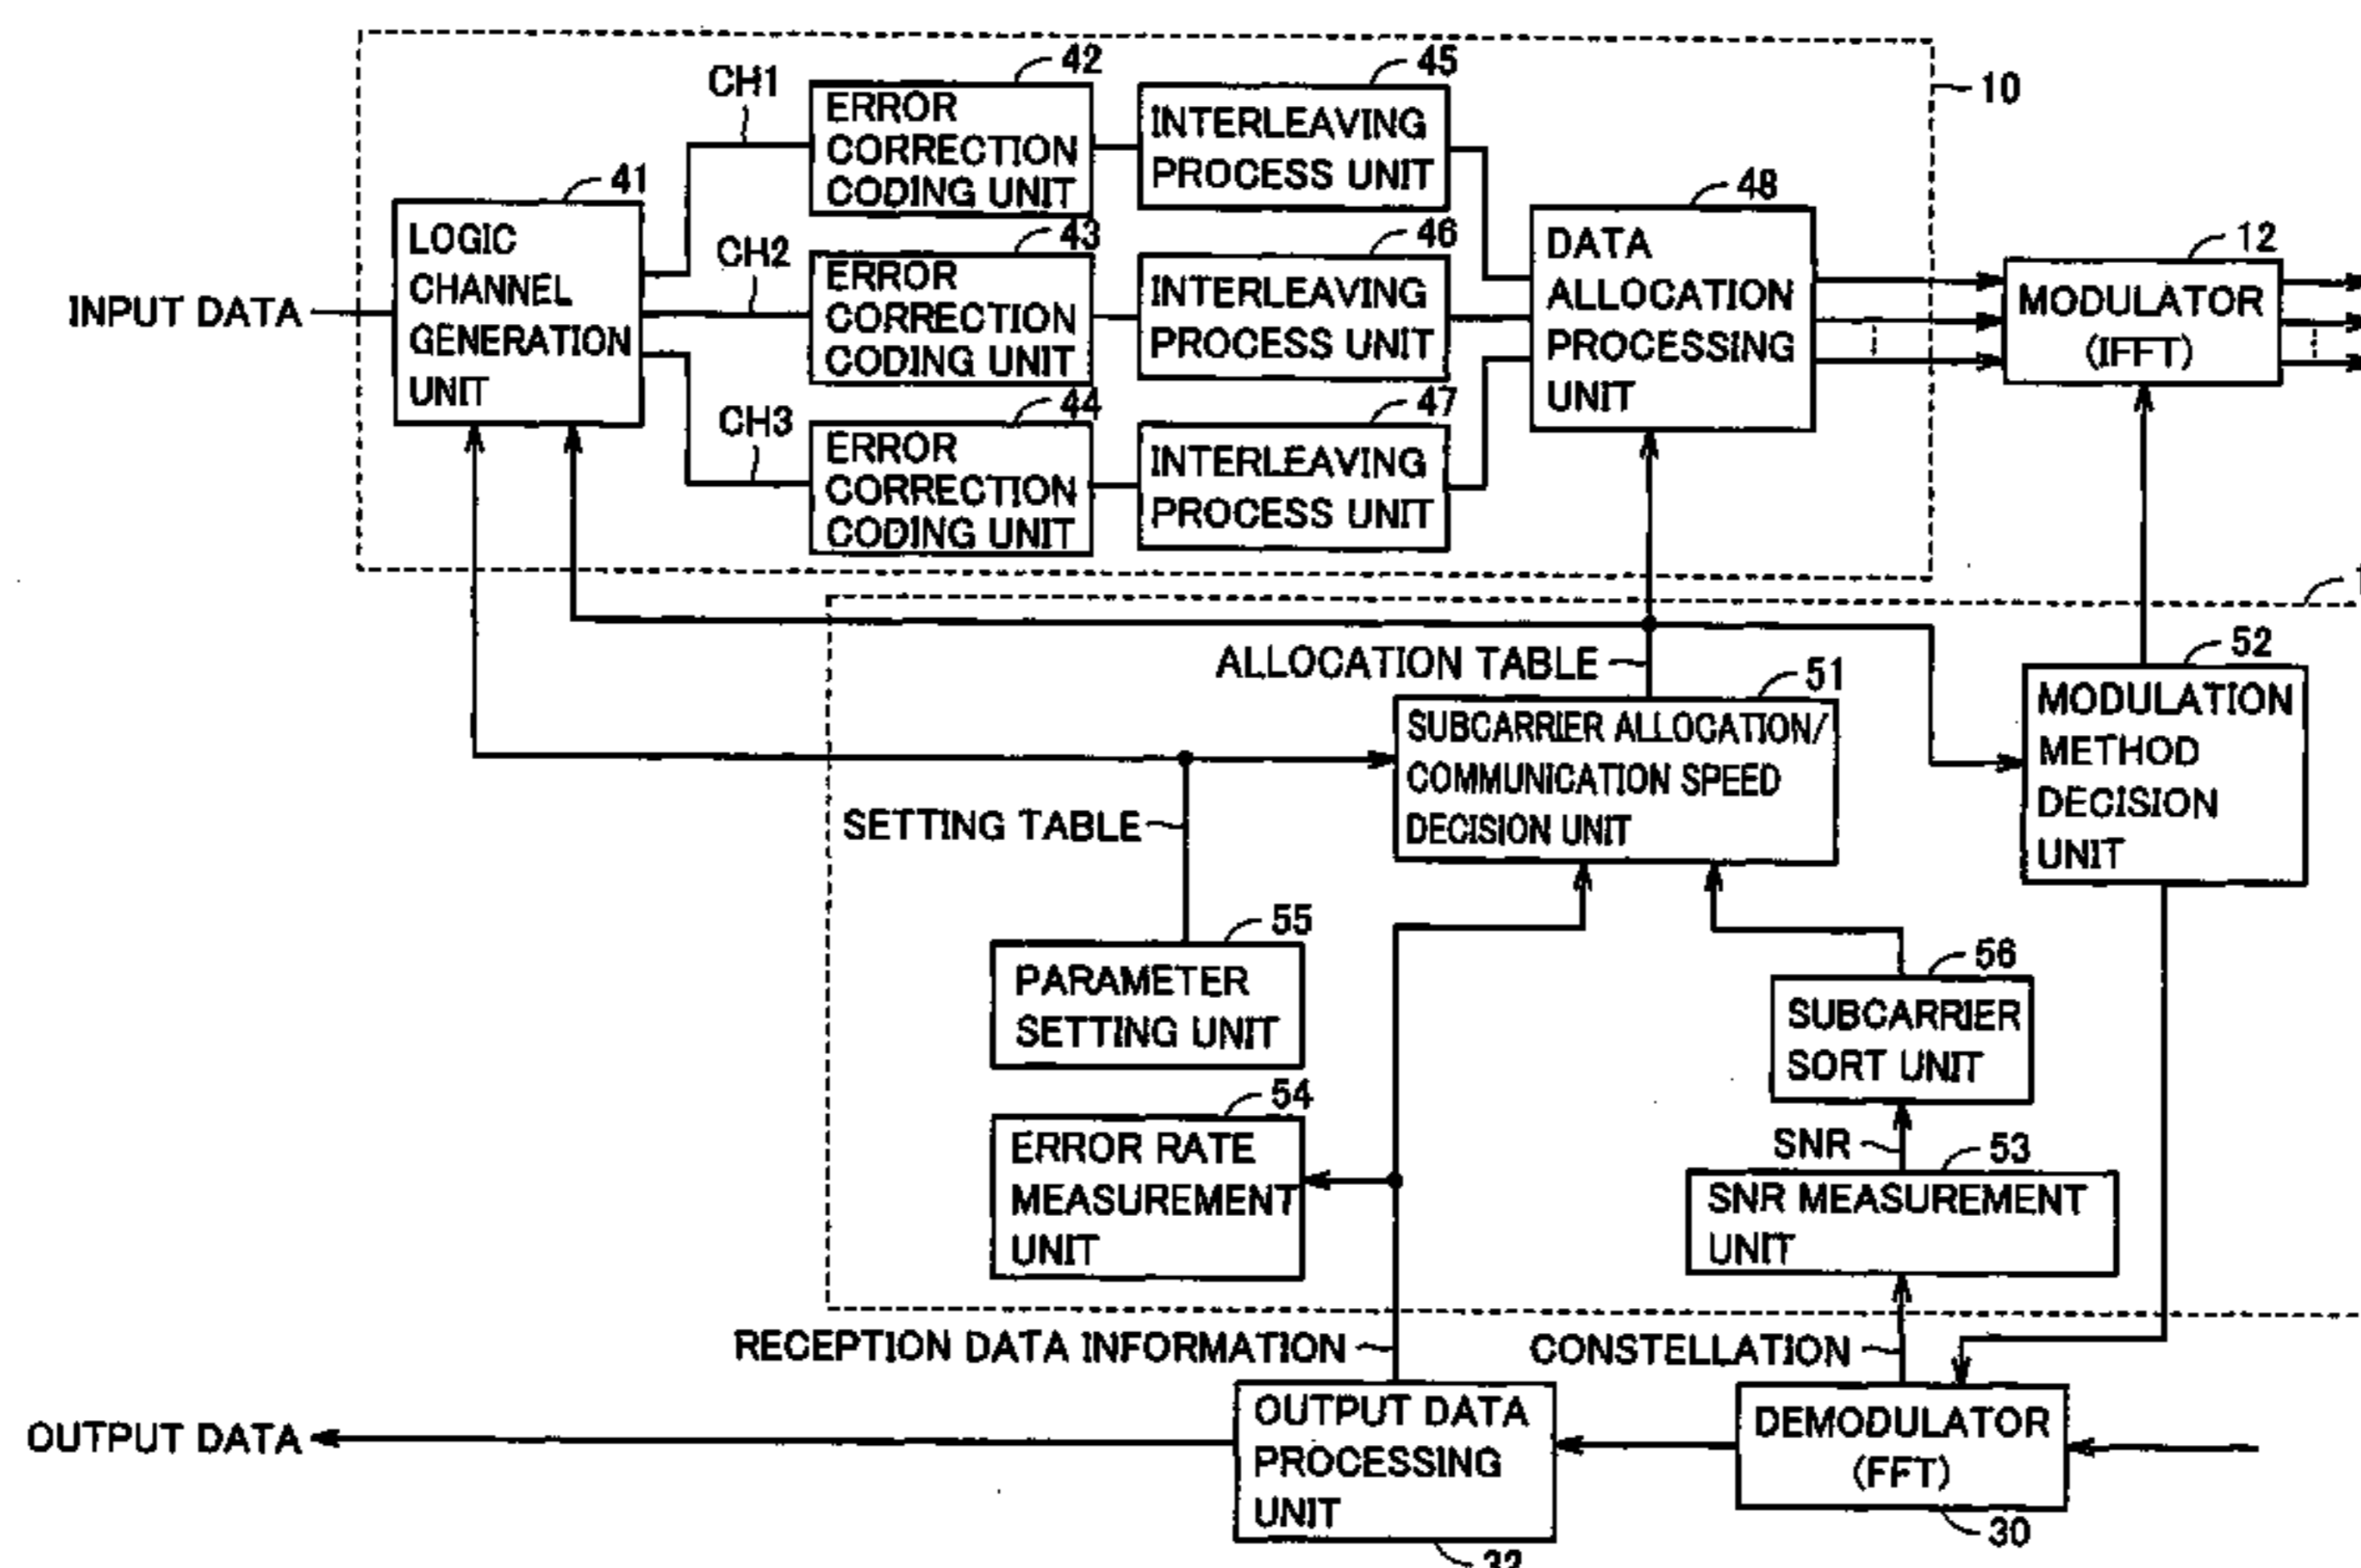 10
CH1
42
ERROR
CORRECTION
CODING UNIT
45
INTERLEAVING
PROCESS UNIT
41
LOGIC
CHANNEL
GENERATION
UNIT
INPUT DATA
CH2
43
ERROR
CORRECTION
CODING UNIT
46
INTERLEAVING
PROCESS UNIT
48
DATA
ALLOCATION
PROCESSING
UNIT
12
MODULATOR
(IFFT)
CH3
44
ERROR
CORRECTION
CODING UNIT
47
INTERLEAVING
PROCESS UNIT
ALLOCATION TABLE
51
SUBCARRIER ALLOCATION/
COMMUNICATION SPEED
DECISION UNIT
52
MODULATION
METHOD
DECISION
UNIT
SETTING TABLE
55
PARAMETER
SETTING UNIT
56
SUBCARRIER
SORT UNIT
54
ERROR RATE
MEASUREMENT
UNIT
SNR
53
SNR MEASUREMENT
UNIT
RECEPTION DATA INFORMATION
CONSTELLATION
OUTPUT DATA
OUTPUT DATA
PROCESSING
UNIT
DEMODULATOR
(FFT)
30